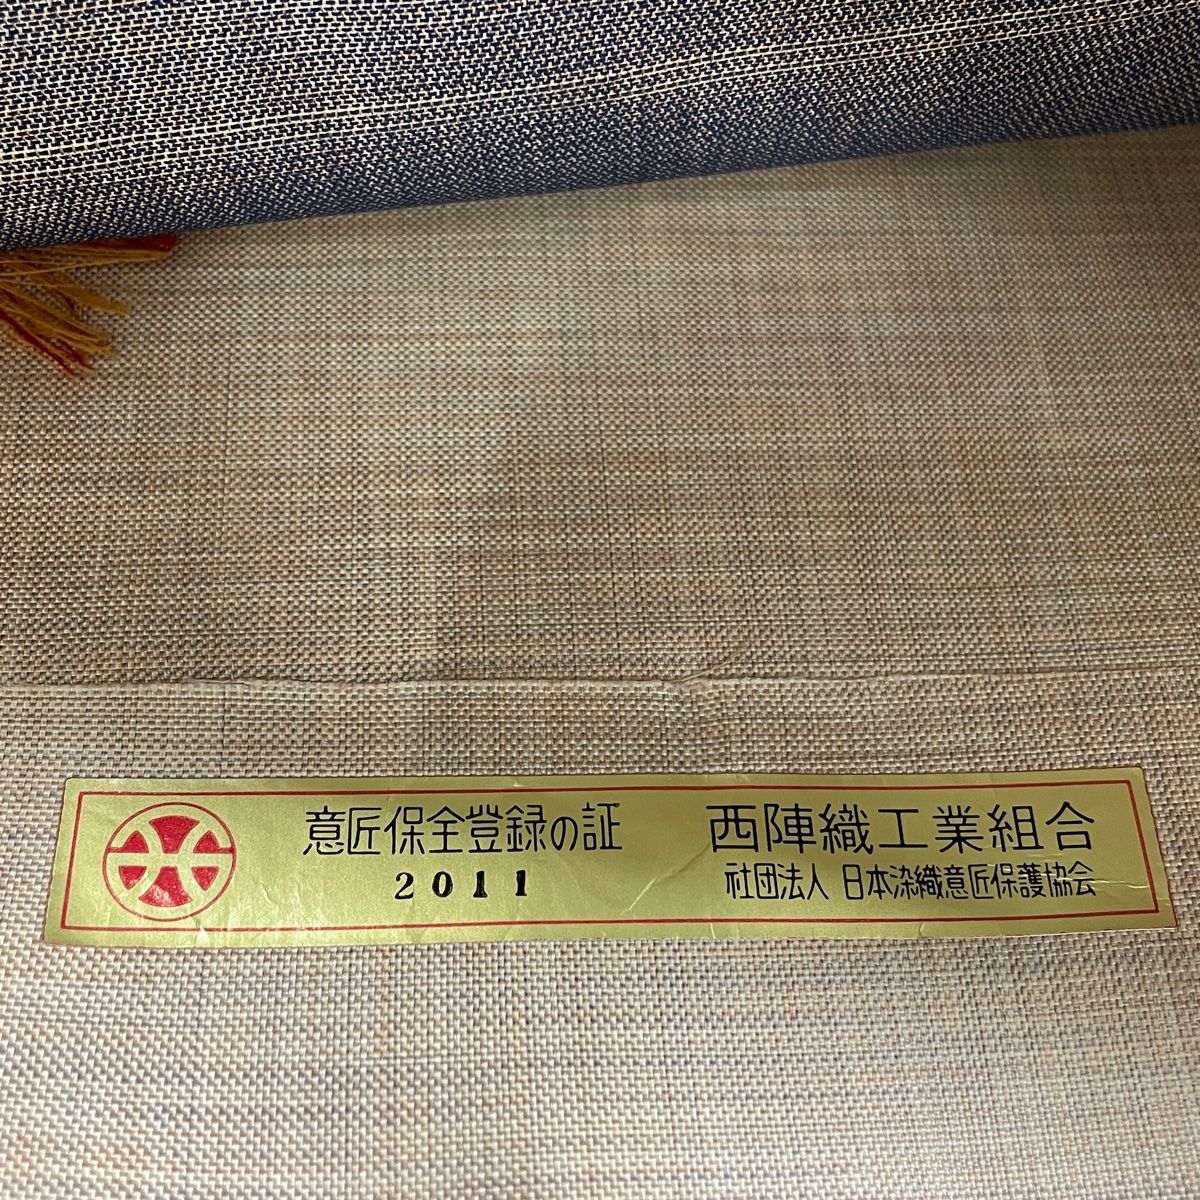 意匠保全登録の証
2011
西陣織工業組合
社団法人 日本染織意匠保護協会